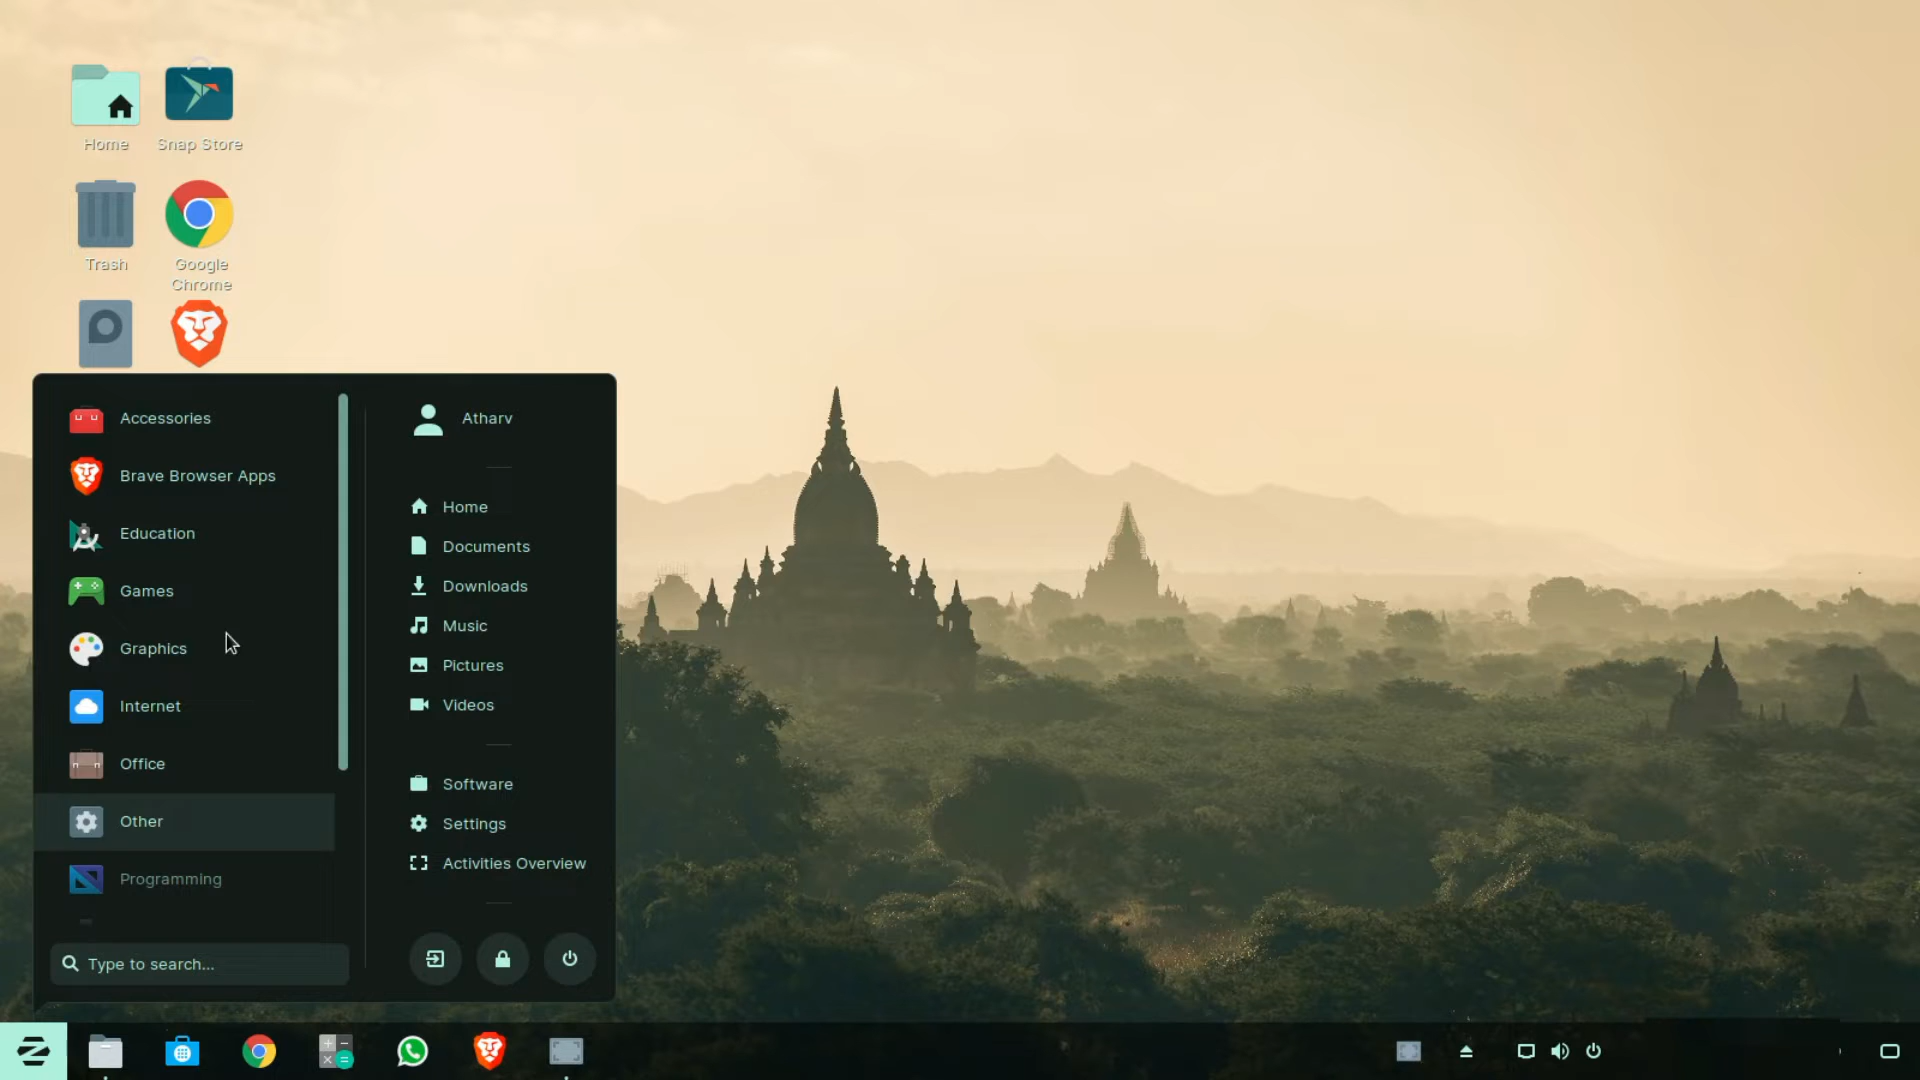 Home
Snap Store
Trash
Google
Chrome
Accessories
Brave Browser Apps
Education
Games
Graphics
Internet
Office
Other
Programming
Type to search...
Atharv
Home
Documents
Downloads
Music
Pictures
Videos
Software
Settings
Activities Overview